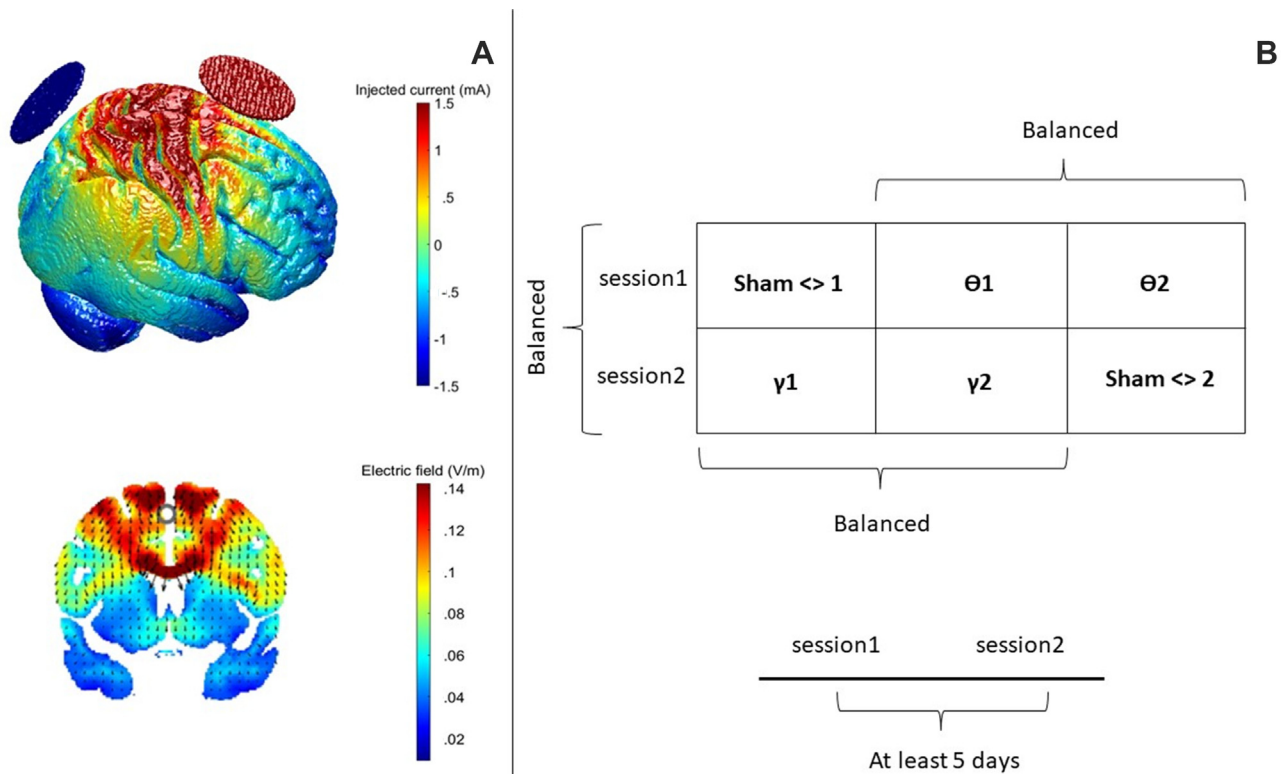 A
Injected current (mA)
1.5
1
.5
0
-.5
-1
-1.5
Electric field (V/m)
.14
.12
.1
.08
.06
.04
.02
B
Balanced
Balanced
session1
Sham <> 1
ϴ1
ϴ2
session2
γ1
γ2
Sham <> 2
Balanced
session1 session2
At least 5 days